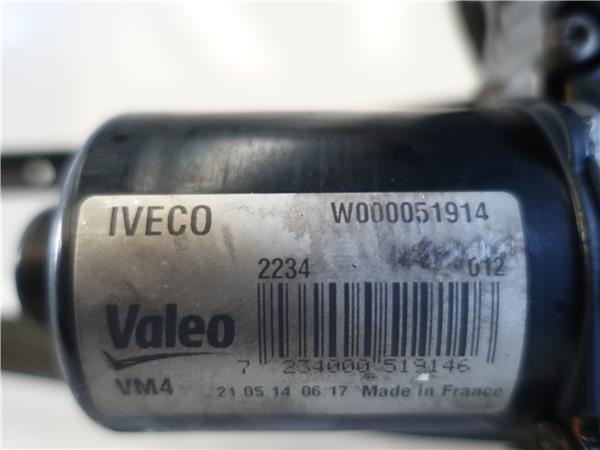 IVECO W000051914
2234 012
Valeo
7 234000 519146
VM4 21.05.14 06:17 Made in France